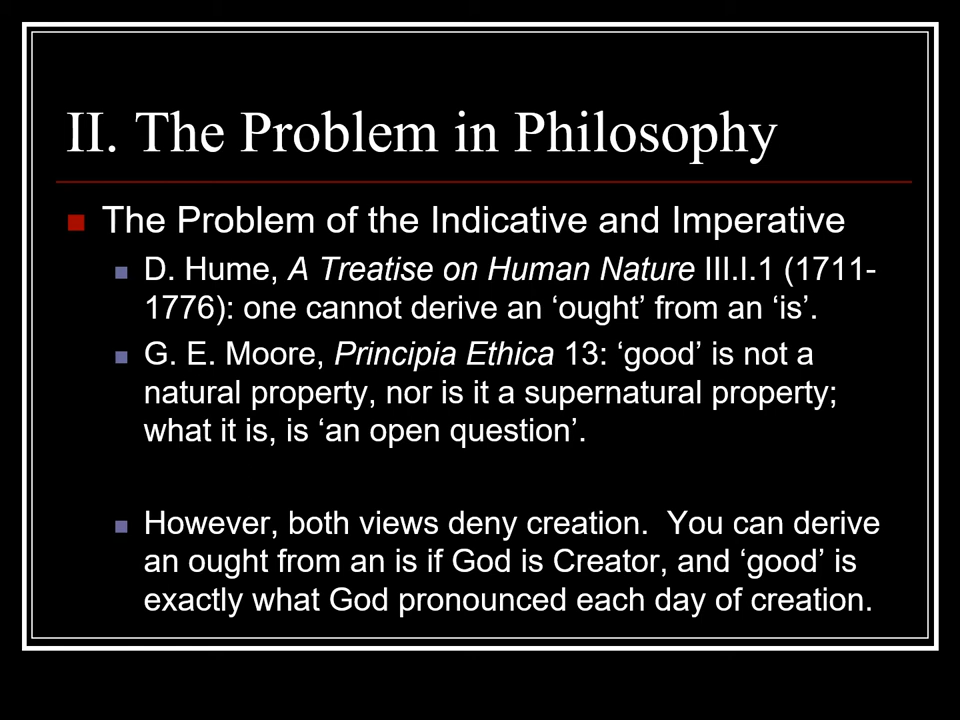 II. The Problem in Philosophy
The Problem of the Indicative and Imperative
D. Hume, A Treatise on Human Nature III.I.1 (1711-
1776): one cannot derive an ‘ought’ from an ‘is’.
G. E. Moore, Principia Ethica 13: ‘good’ is not a
natural property, nor is it a supernatural property;
what it is, is ‘an open question’.
However, both views deny creation.  You can derive
an ought from an is if God is Creator, and ‘good’ is
exactly what God pronounced each day of creation.